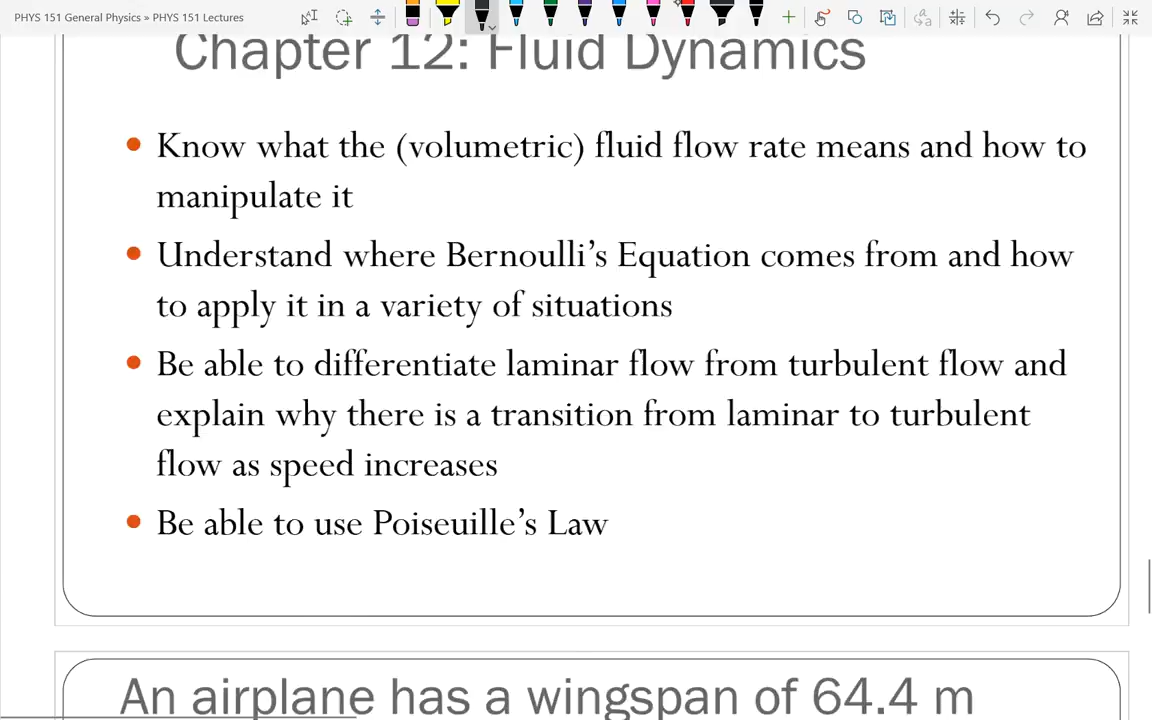 PHYS 151 General Physics » PHYS 151 Lectures
Chapter 12: Fluid Dynamics
Know what the (volumetric) fluid flow rate means and how to
manipulate it
Understand where Bernoulli’s Equation comes from and how
to apply it in a variety of situations
Be able to differentiate laminar flow from turbulent flow and
explain why there is a transition from laminar to turbulent
flow as speed increases
Be able to use Poiseuille’s Law
An airplane has a wingspan of 64.4 m